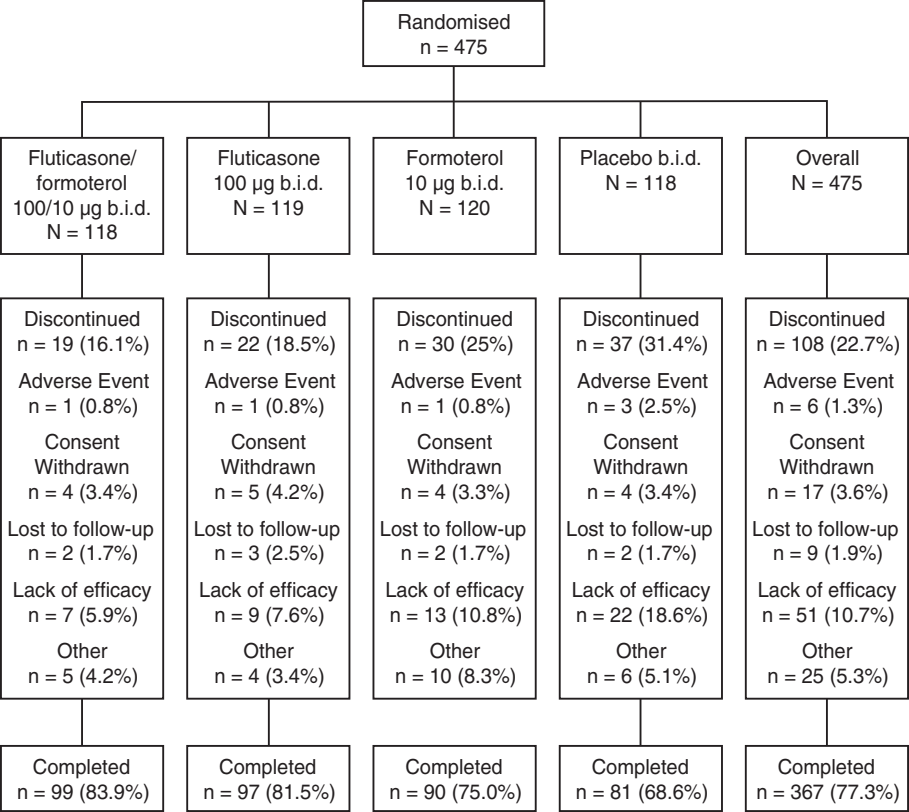 Randomised
n = 475
Fluticasone/
formoterol
100/10 µg b.i.d.
N = 118
Fluticasone
100 µg b.i.d.
N = 119
Formoterol
10 µg b.i.d.
N = 120
Placebo b.i.d.
N = 118
Overall
N = 475
Discontinued
n = 19 (16.1%)
Adverse Event
n = 1 (0.8%)
Consent
Withdrawn
n = 4 (3.4%)
Lost to follow-up
n = 2 (1.7%)
Lack of efficacy
n = 7 (5.9%)
Other
n = 5 (4.2%)
Discontinued
n = 22 (18.5%)
Adverse Event
n = 1 (0.8%)
Consent
Withdrawn
n = 5 (4.2%)
Lost to follow-up
n = 3 (2.5%)
Lack of efficacy
n = 9 (7.6%)
Other
n = 4 (3.4%)
Discontinued
n = 30 (25%)
Adverse Event
n = 1 (0.8%)
Consent
Withdrawn
n = 4 (3.3%)
Lost to follow-up
n = 2 (1.7%)
Lack of efficacy
n = 13 (10.8%)
Other
n = 10 (8.3%)
Discontinued
n = 37 (31.4%)
Adverse Event
n = 3 (2.5%)
Consent
Withdrawn
n = 4 (3.4%)
Lost to follow-up
n = 2 (1.7%)
Lack of efficacy
n = 22 (18.6%)
Other
n = 6 (5.1%)
Discontinued
n = 108 (22.7%)
Adverse Event
n = 6 (1.3%)
Consent
Withdrawn
n = 17 (3.6%)
Lost to follow-up
n = 9 (1.9%)
Lack of efficacy
n = 51 (10.7%)
Other
n = 25 (5.3%)
Completed
n = 99 (83.9%)
Completed
n = 97 (81.5%)
Completed
n = 90 (75.0%)
Completed
n = 81 (68.6%)
Completed
n = 367 (77.3%)